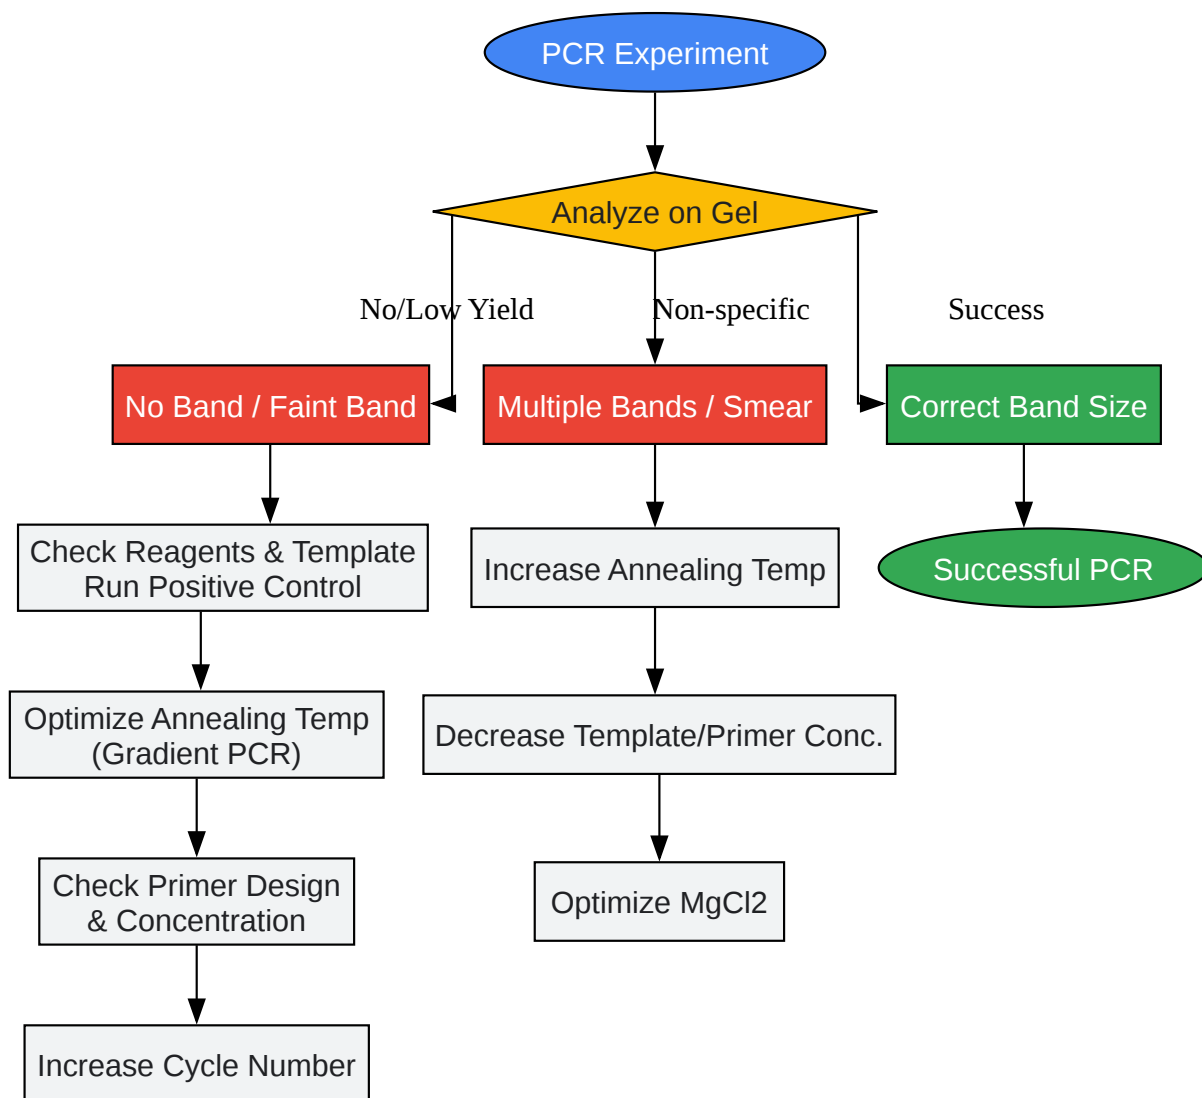 PCR Experiment
Analyze on Gel
No/Low Yield
Non-specific
Success
No Band / Faint Band
Multiple Bands / Smear
Correct Band Size
Check Reagents & Template
Run Positive Control
Increase Annealing Temp
Successful PCR
Optimize Annealing Temp
(Gradient PCR)
Decrease Template/Primer Conc.
Check Primer Design
& Concentration
Optimize MgCl2
Increase Cycle Number